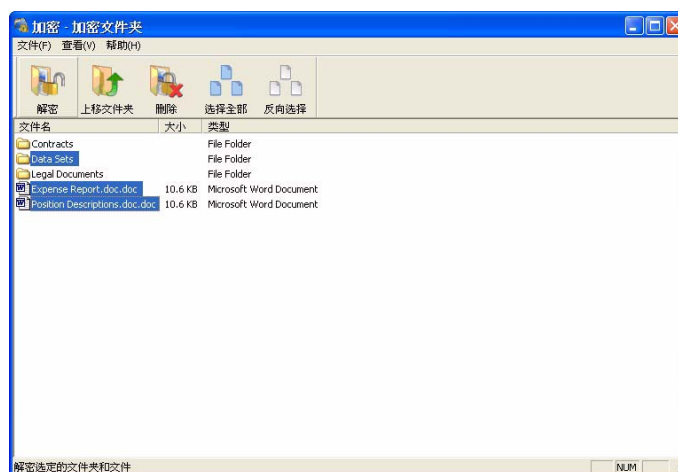 加密 - 加密文件夹
文件(F) 查看(V) 帮助(H)
解密 上移文件夹 删除 选择全部 反向选择
文件名 大小 类型
Contracts File Folder
Data Sets File Folder
Legal Documents File Folder
Expense Report.doc.doc 10.6 KB Microsoft Word Document
Position Descriptions.doc.doc 10.6 KB Microsoft Word Document
解密选定的文件夹和文件 NUM